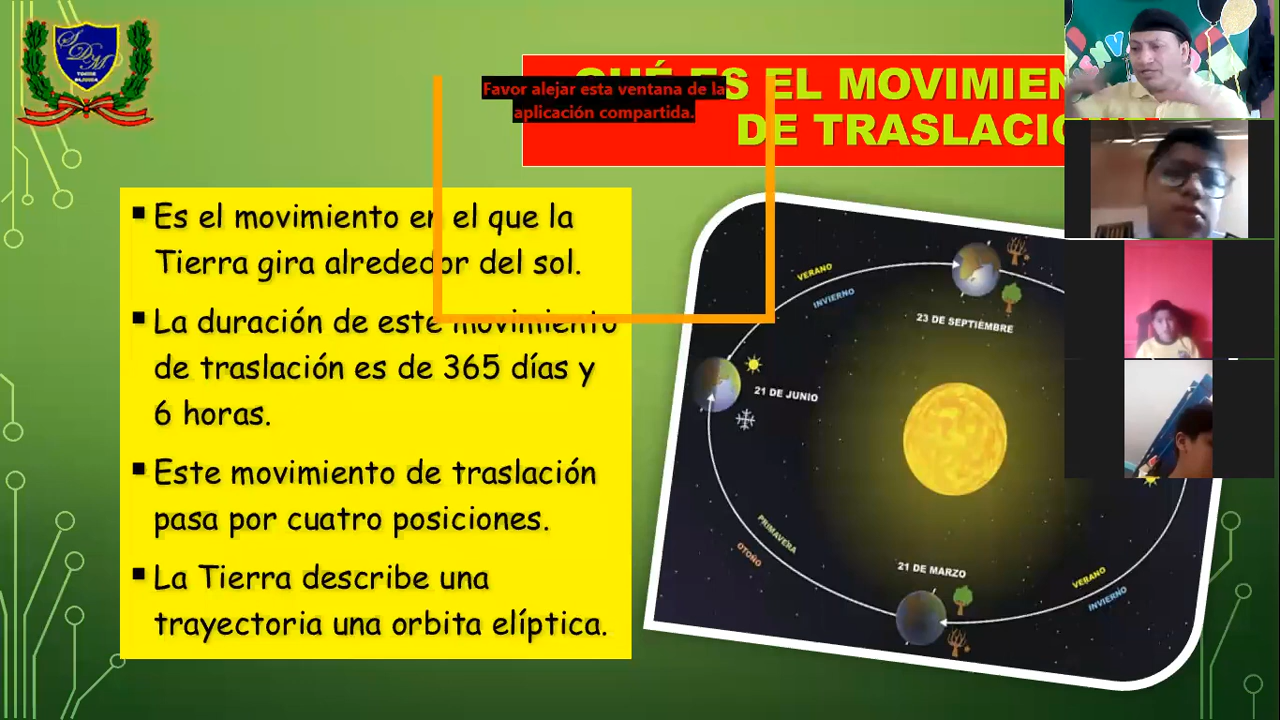 S
D
M
QUÉ ES EL MOVIMIEN
DE TRASLACIÓ
Favor alejar esta ventana de la
aplicación compartida.
▪ Es el movimiento en el que la
Tierra gira alrededor del sol.
▪ La duración de este movimiento
de traslación es de 365 días y
6 horas.
▪ Este movimiento de traslación
pasa por cuatro posiciones.
▪ La Tierra describe una
trayectoria una orbita elíptica.
VERANO
INVIERNO
23 DE SEPTIEMBRE
21 DE JUNIO
PRIMAVERA
OTOÑO
21 DE MARZO
VERANO
INVIERNO